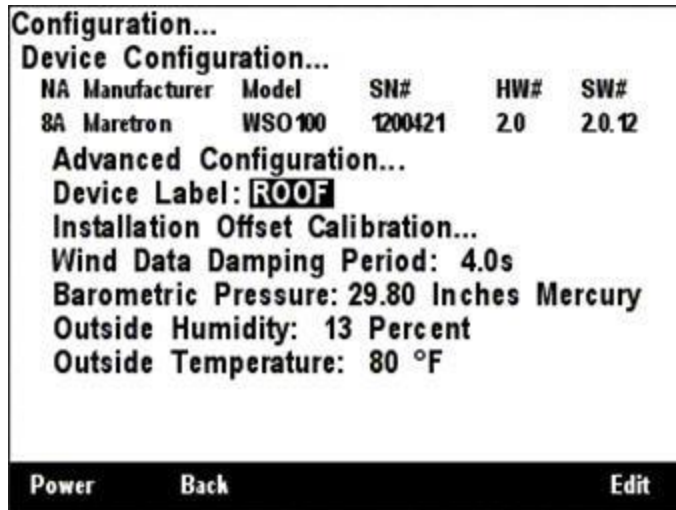 Configuration...
Device Configuration...
NA Manufacturer Model SN# HW# SW#
8A Maretron WSO100 1200421 2.0 2.0.12
Advanced Configuration...
Device Label: ROOF
Installation Offset Calibration...
Wind Data Damping Period: 4.0s
Barometric Pressure: 29.80 Inches Mercury
Outside Humidity: 13 Percent
Outside Temperature: 80 °F
Power Back Edit